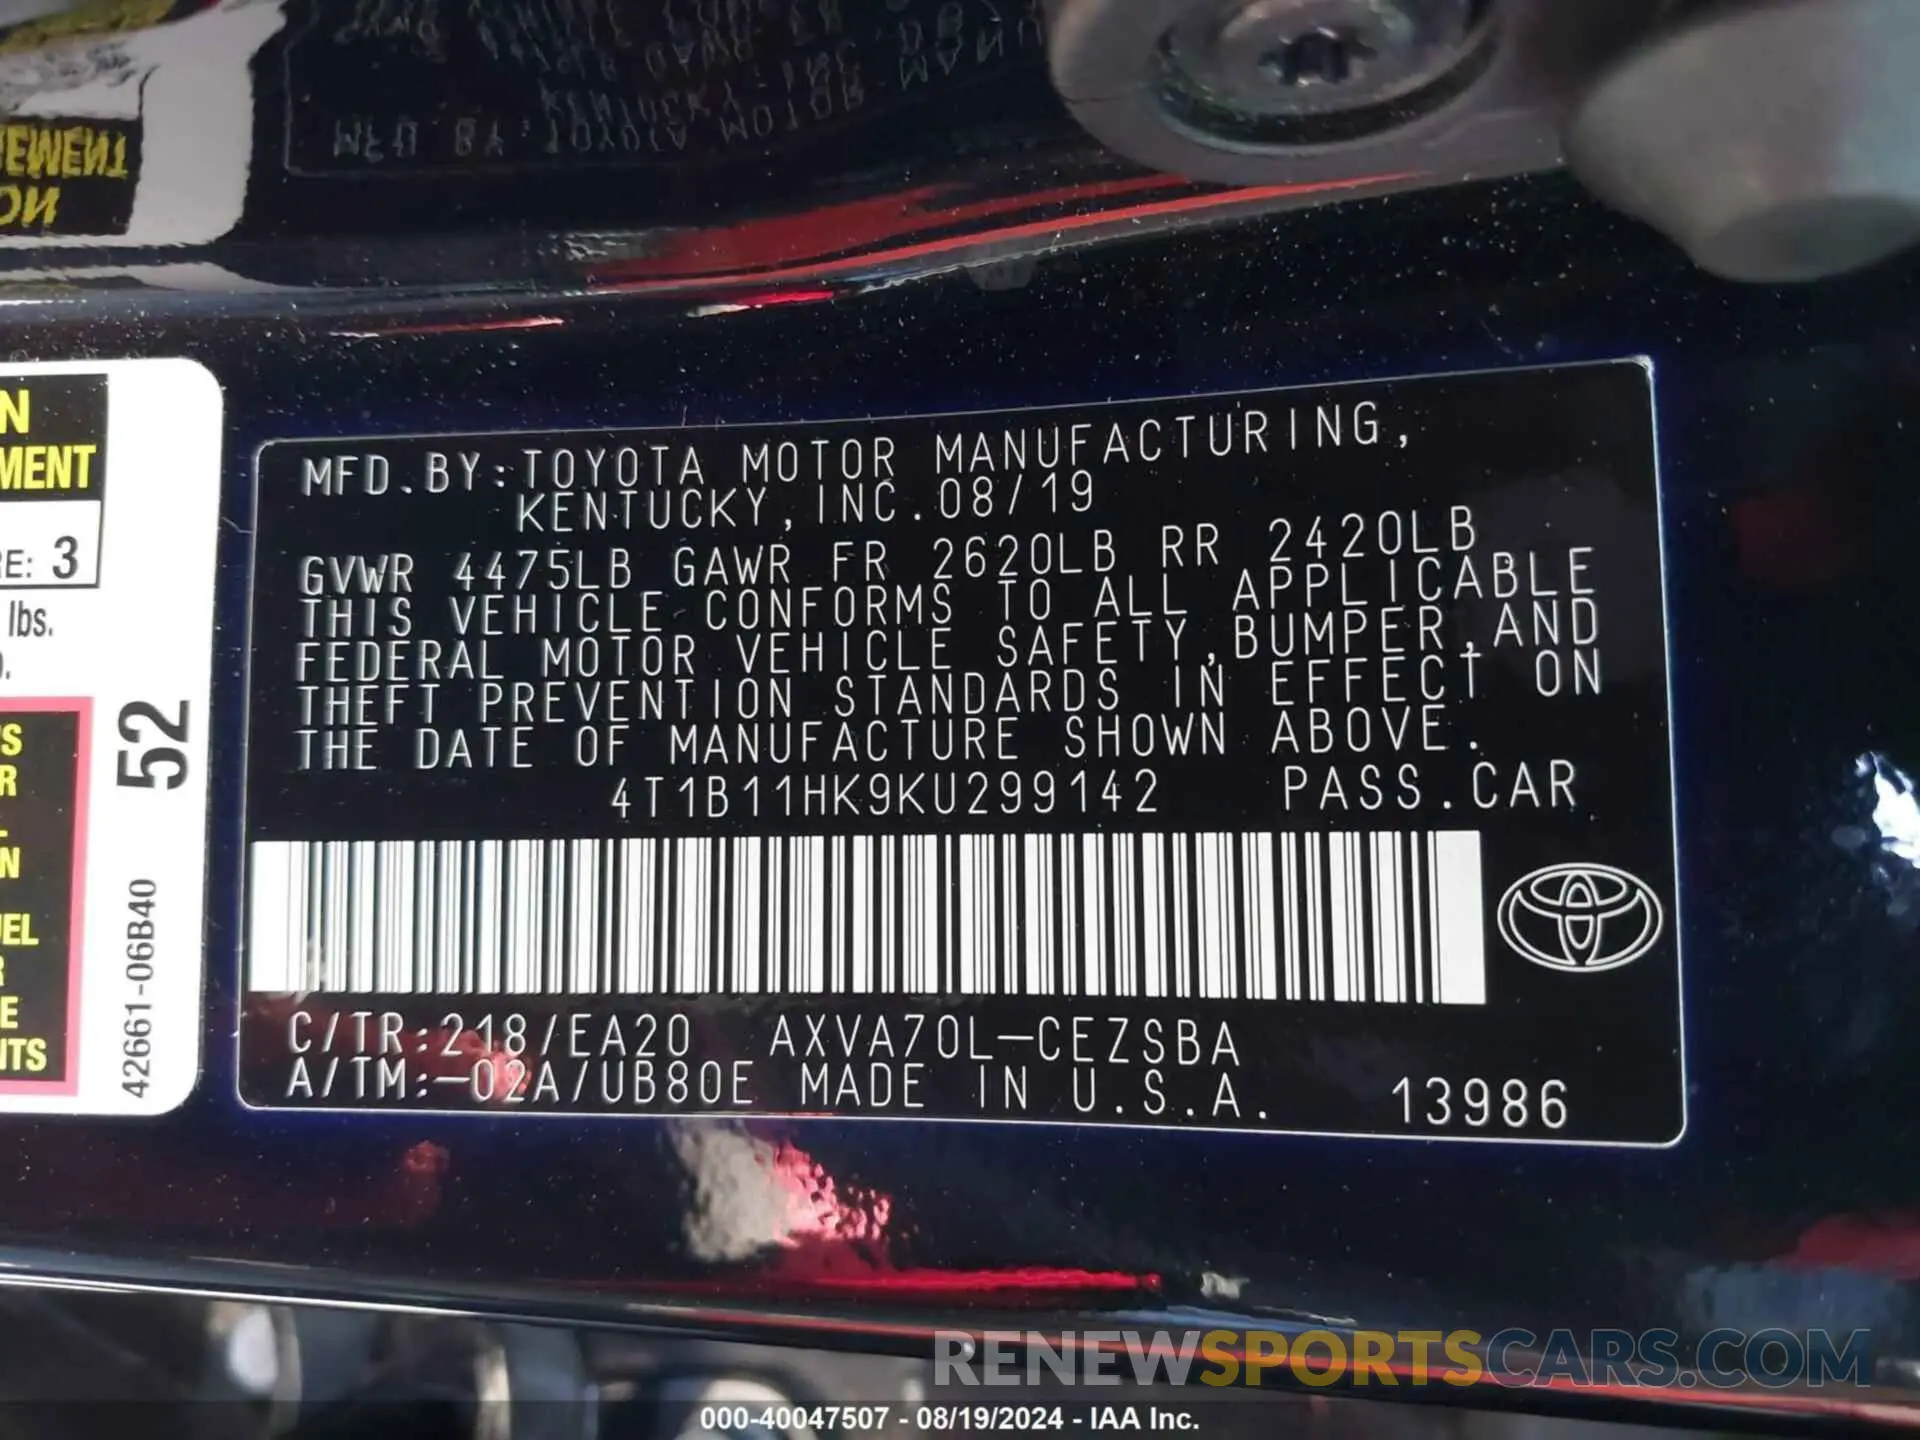 N
MENT
RE: 3
lbs.
52
42661-06B40
MFD.BY:TOYOTA MOTOR MANUFACTURING,
KENTUCKY,INC.08/19
GVWR 4475LB GAWR FR 2620LB RR 2420LB
THIS VEHICLE CONFORMS TO ALL APPLICABLE
FEDERAL MOTOR VEHICLE SAFETY,BUMPER,AND
THEFT PREVENTION STANDARDS IN EFFECT ON
THE DATE OF MANUFACTURE SHOWN ABOVE.
4T1B11HK9KU299142 PASS.CAR
C/TR:218/EA20 AXVA70L-CEZSBA
A/TM:-02A/UB80E MADE IN U.S.A. 13986
RENEWSPORTSCARS.COM
000-40047507 - 08/19/2024 - IAA Inc.